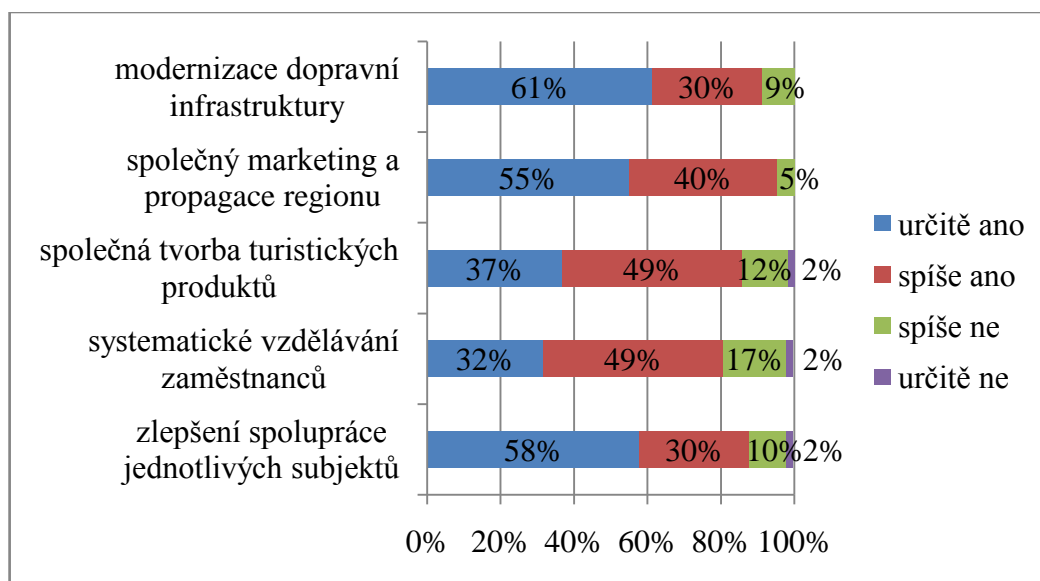 modernizace dopravní
infrastruktury
61% 30% 9%
společný marketing a
propagace regionu
55% 40% 5%
společná tvorba turistických
produktů
37% 49% 12% 2%
systematické vzdělávání
zaměstnanců
32% 49% 17% 2%
zlepšení spolupráce
jednotlivých subjektů
58% 30% 10% 2%
0% 20% 40% 60% 80% 100%
určitě ano
spíše ano
spíše ne
určitě ne